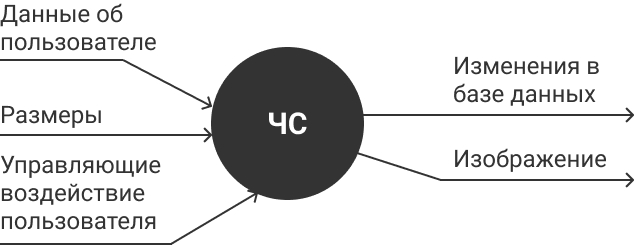 Данные об
пользователе
Размеры
Управляющие
воздействие
пользователя
ЧС
Изменения в
базе данных
Изображение